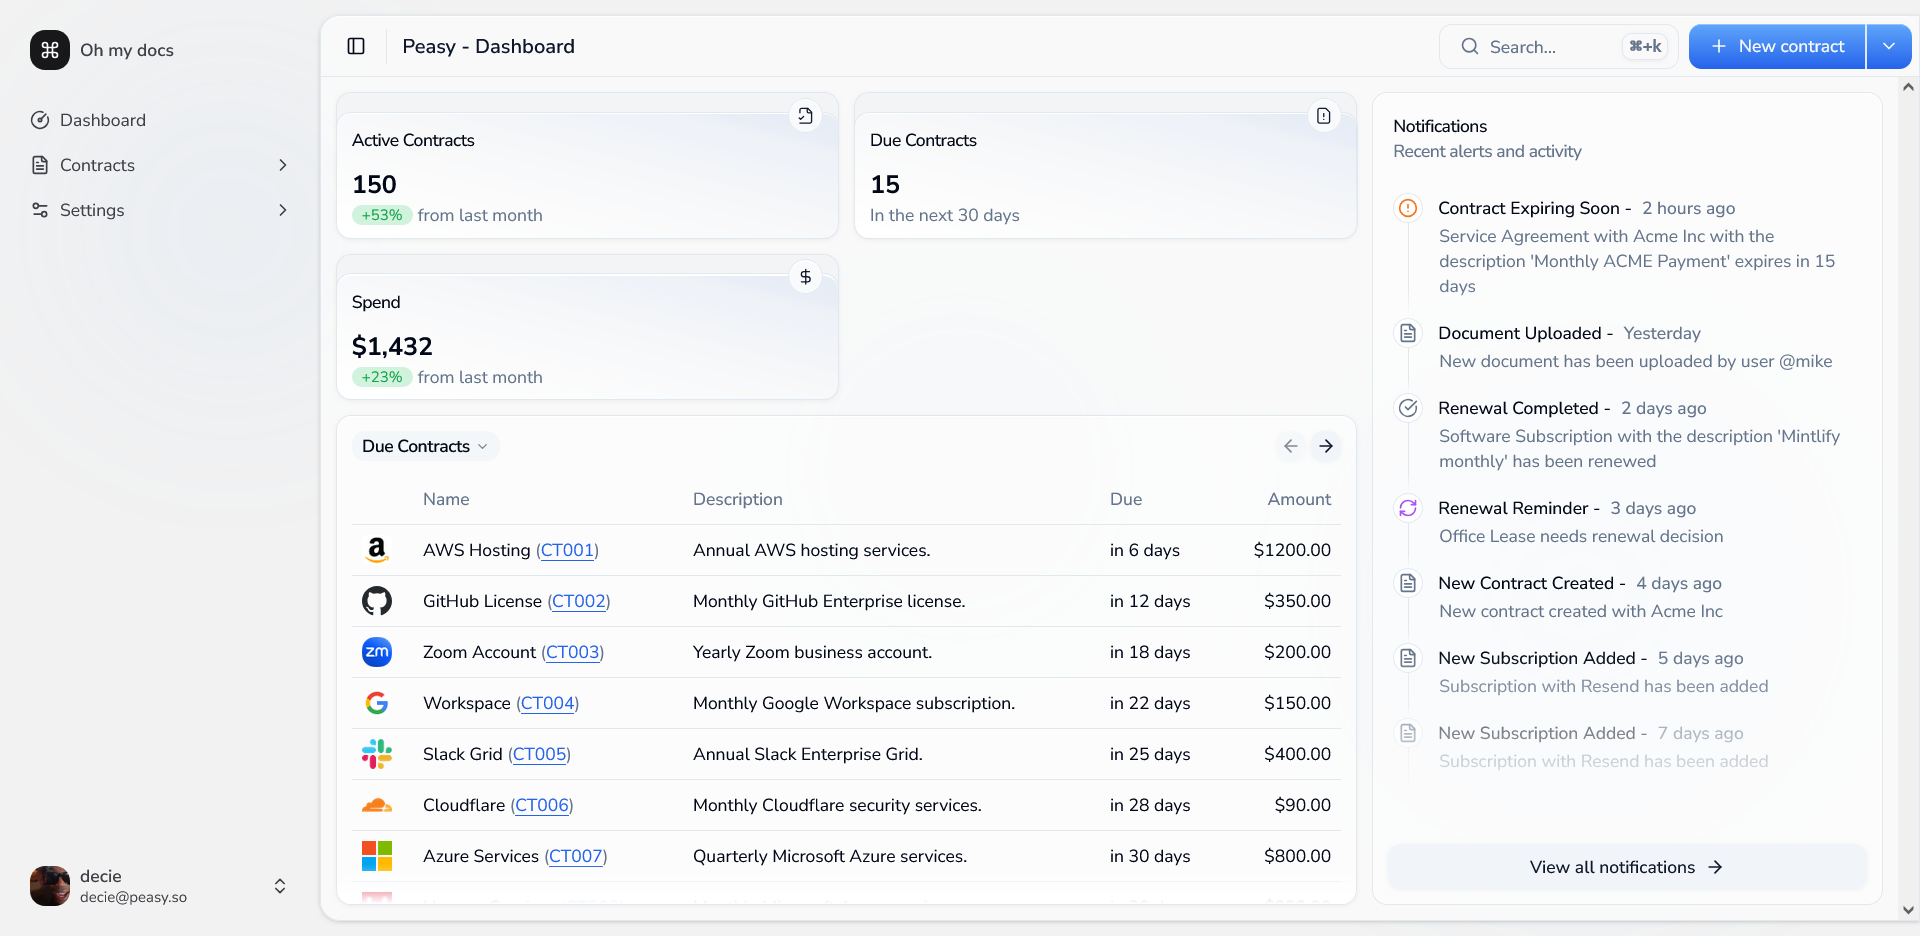 Oh my docs
Dashboard
Contracts
Settings
decie
decie@peasy.so
Peasy - Dashboard
Search...
⌘+k
New contract
Active Contracts
150
+53% from last month
Due Contracts
15
In the next 30 days
Spend
$1,432
+23% from last month
Due Contracts
Name Description Due Amount
AWS Hosting (CT001) Annual AWS hosting services. in 6 days $1200.00
GitHub License (CT002) Monthly GitHub Enterprise license. in 12 days $350.00
zm Zoom Account (CT003) Yearly Zoom business account. in 18 days $200.00
Workspace (CT004) Monthly Google Workspace subscription. in 22 days $150.00
Slack Grid (CT005) Annual Slack Enterprise Grid. in 25 days $400.00
Cloudflare (CT006) Monthly Cloudflare security services. in 28 days $90.00
Azure Services (CT007) Quarterly Microsoft Azure services. in 30 days $800.00
Notifications
Recent alerts and activity
Contract Expiring Soon - 2 hours ago
Service Agreement with Acme Inc with the
description 'Monthly ACME Payment' expires in 15
days
Document Uploaded - Yesterday
New document has been uploaded by user @mike
Renewal Completed - 2 days ago
Software Subscription with the description 'Mintlify
monthly' has been renewed
Renewal Reminder - 3 days ago
Office Lease needs renewal decision
New Contract Created - 4 days ago
New contract created with Acme Inc
New Subscription Added - 5 days ago
Subscription with Resend has been added
New Subscription Added - 7 days ago
Subscription with Resend has been added
View all notifications